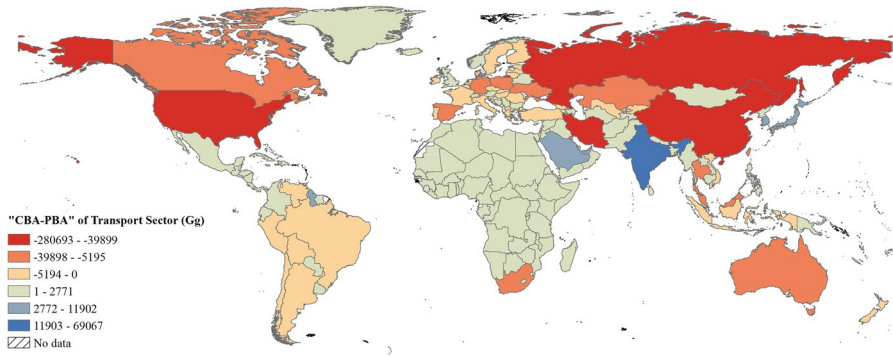 "CBA-PBA" of Transport Sector (Gg)
-280693 - -39899
-39898 - -5195
-5194 - 0
1 - 2771
2772 - 11902
11903 - 69067
No data